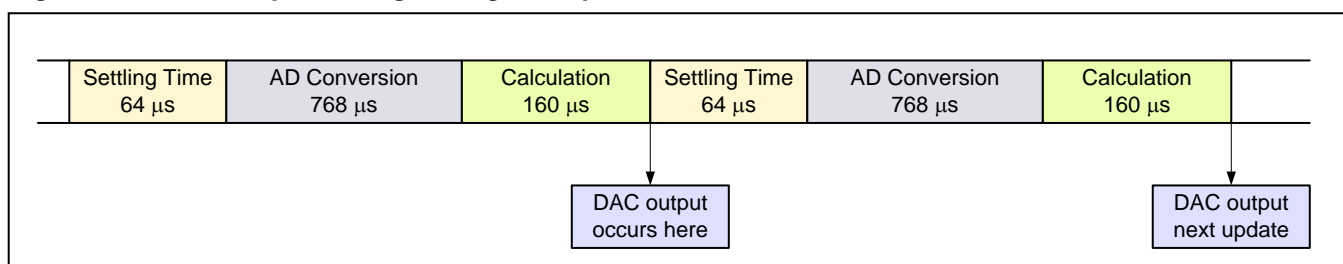 Settling Time
64 μs
AD Conversion
768 μs
Calculation
160 μs
Settling Time
64 μs
AD Conversion
768 μs
Calculation
160 μs
DAC output
occurs here
DAC output
next update